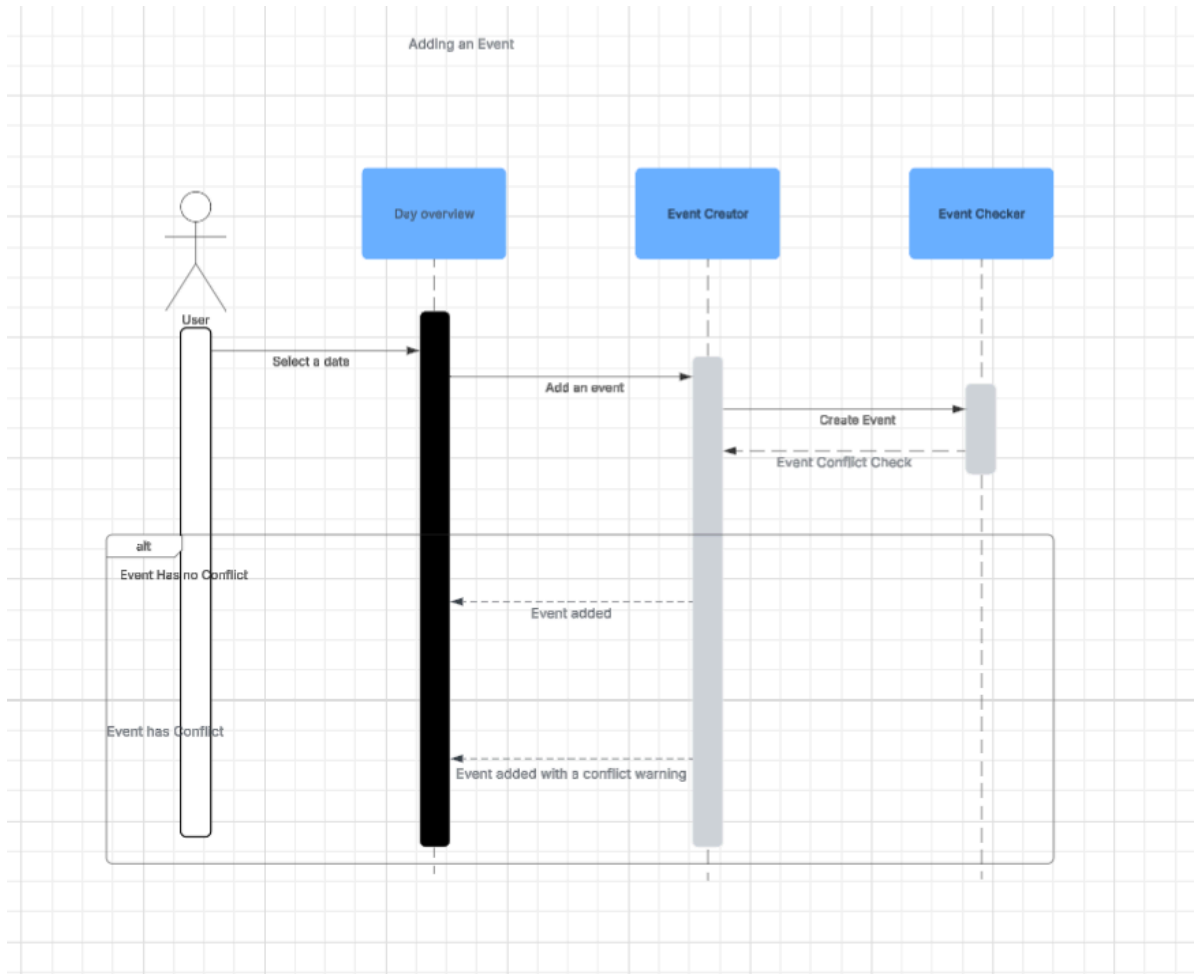 Adding an Event
Day overview
Event Creator
Event Checker
User
Select a date
Add an event
Create Event
Event Conflict Check
alt
Event Has no Conflict
Event added
Event has Conflict
Event added with a conflict warning